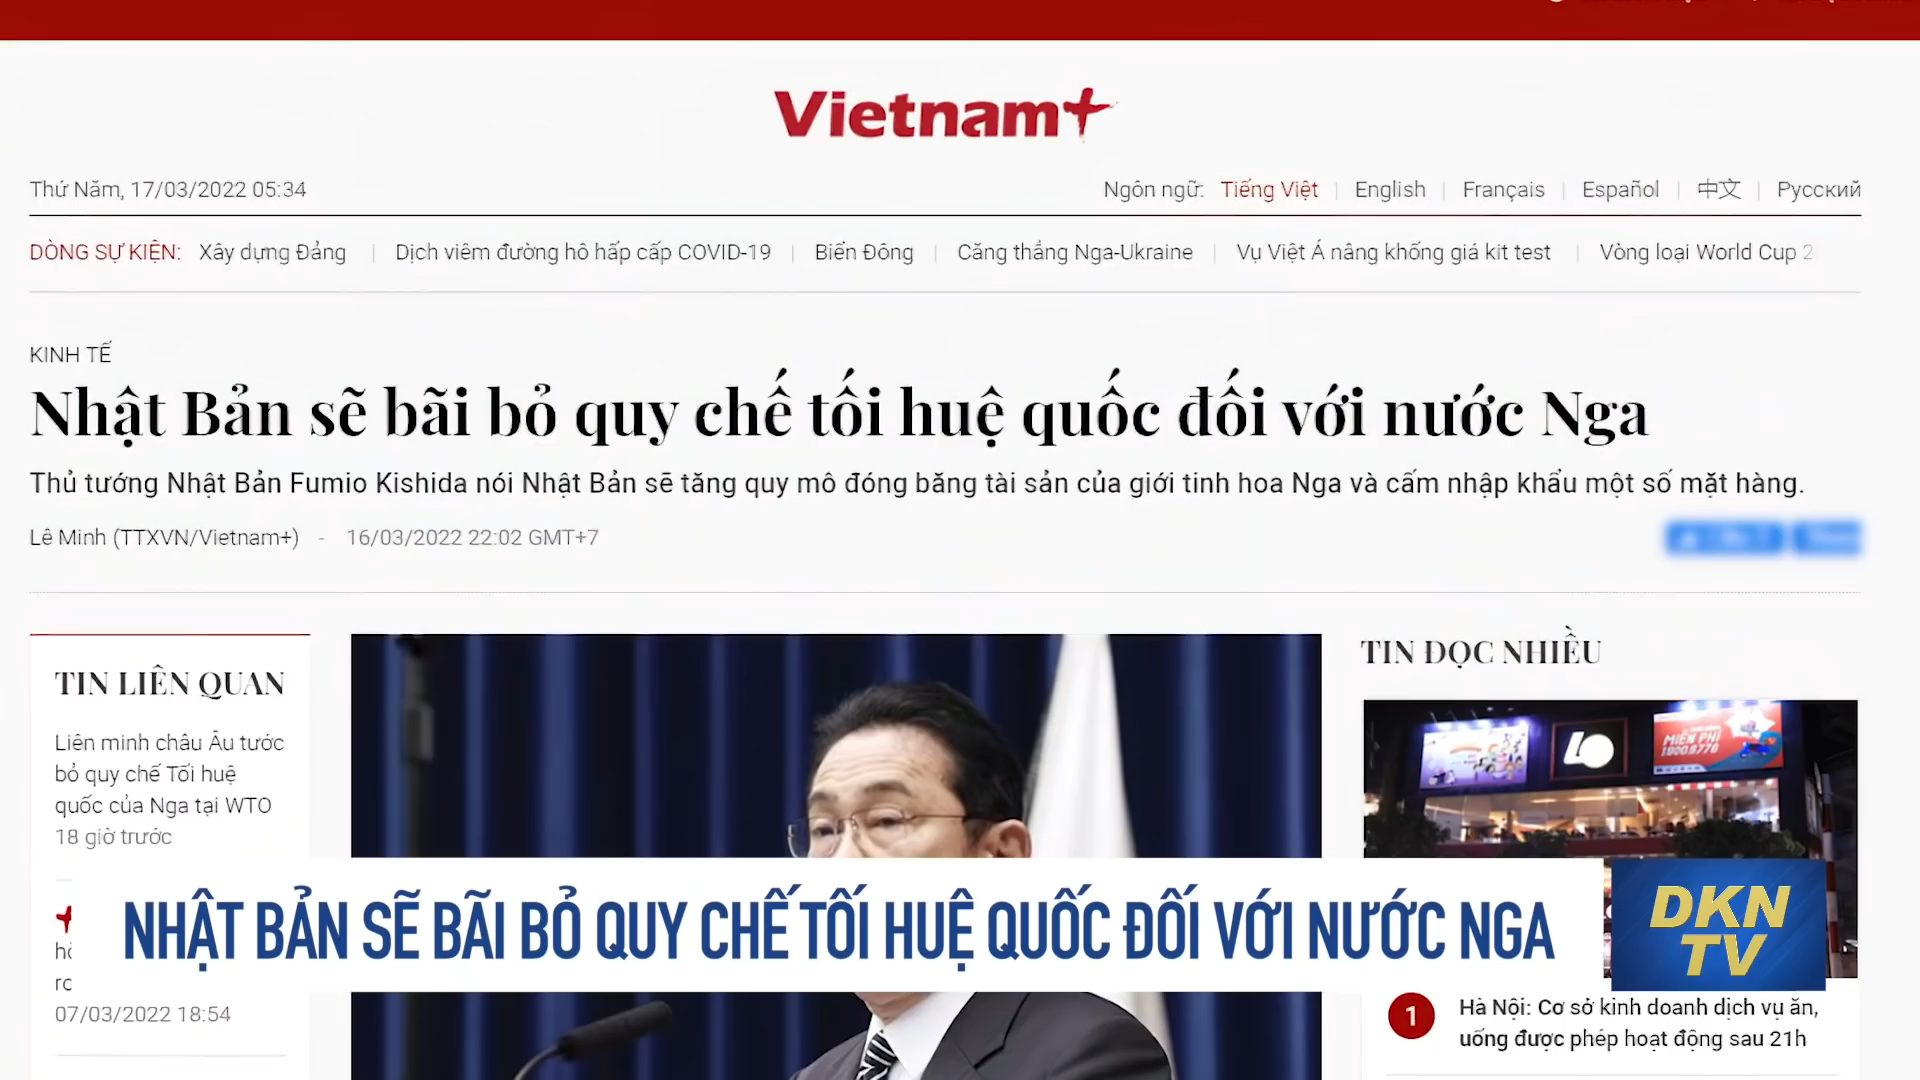 Vietnam+
Thứ Năm, 17/03/2022 05:34
Ngôn ngữ: Tiếng Việt | English | Français | Español | 中文 | Русский
DÒNG SỰ KIỆN: Xây dựng Đảng | Dịch viêm đường hô hấp cấp COVID-19 | Biển Đông | Căng thẳng Nga-Ukraine | Vụ Việt Á nâng khống giá kit test | Vòng loại World Cup 2
KINH TẾ
Nhật Bản sẽ bãi bỏ quy chế tối huệ quốc đối với nước Nga
Thủ tướng Nhật Bản Fumio Kishida nói Nhật Bản sẽ tăng quy mô đóng băng tài sản của giới tinh hoa Nga và cấm nhập khẩu một số mặt hàng.
Lê Minh (TTXVN/Vietnam+) - 16/03/2022 22:02 GMT+7
TIN LIÊN QUAN
Liên minh châu Âu tước
bỏ quy chế Tối huệ
quốc của Nga tại WTO
18 giờ trước
07/03/2022 18:54
TIN ĐỌC NHIỀU
LO
MIỄN PHÍ
1900.6776
NHẬT BẢN SẼ BÃI BỎ QUY CHẾ TỐI HUỆ QUỐC ĐỐI VỚI NƯỚC NGA
DKN
TV
1
Hà Nội: Cơ sở kinh doanh dịch vụ ăn,
uống được phép hoạt động sau 21h